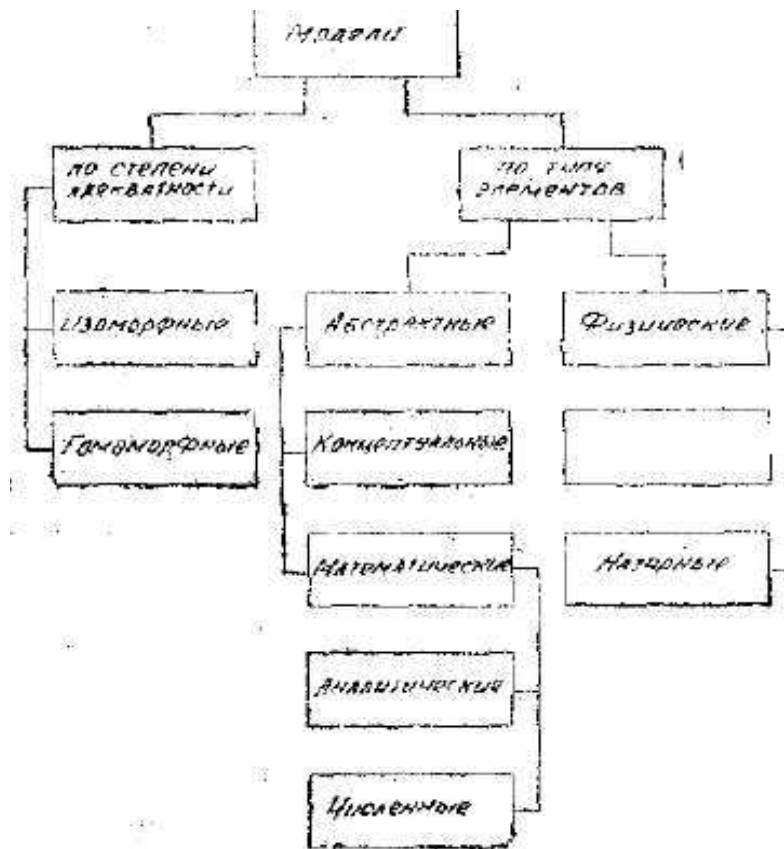 Модели
по степени
адекватности
по типу
элементов
Изоморфные
Абстрактные
Физические
Гомоморфные
Концептуальные
Математические
Натурные
Аналитические
Численные